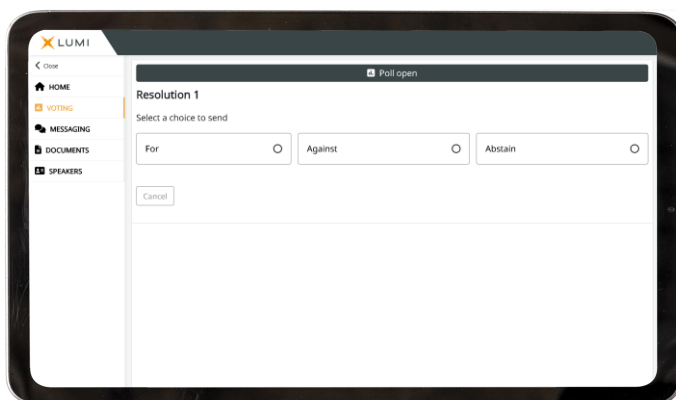 LUMI
Close
Poll open
HOME
Resolution 1
VOTING
Select a choice to send
MESSAGING
For
Against
Abstain
DOCUMENTS
SPEAKERS
Cancel